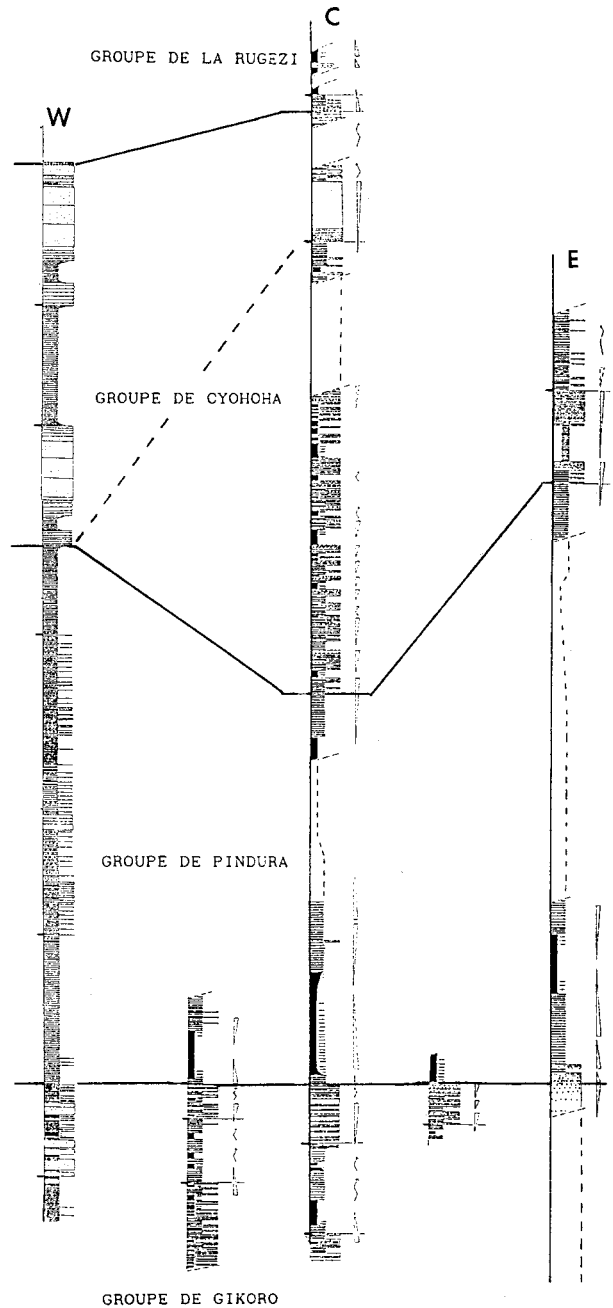 C
GROUPE DE LA RUGEZI
W
E
GROUPE DE CYOHOHA
GROUPE DE PINDURA
GROUPE DE GIKORO